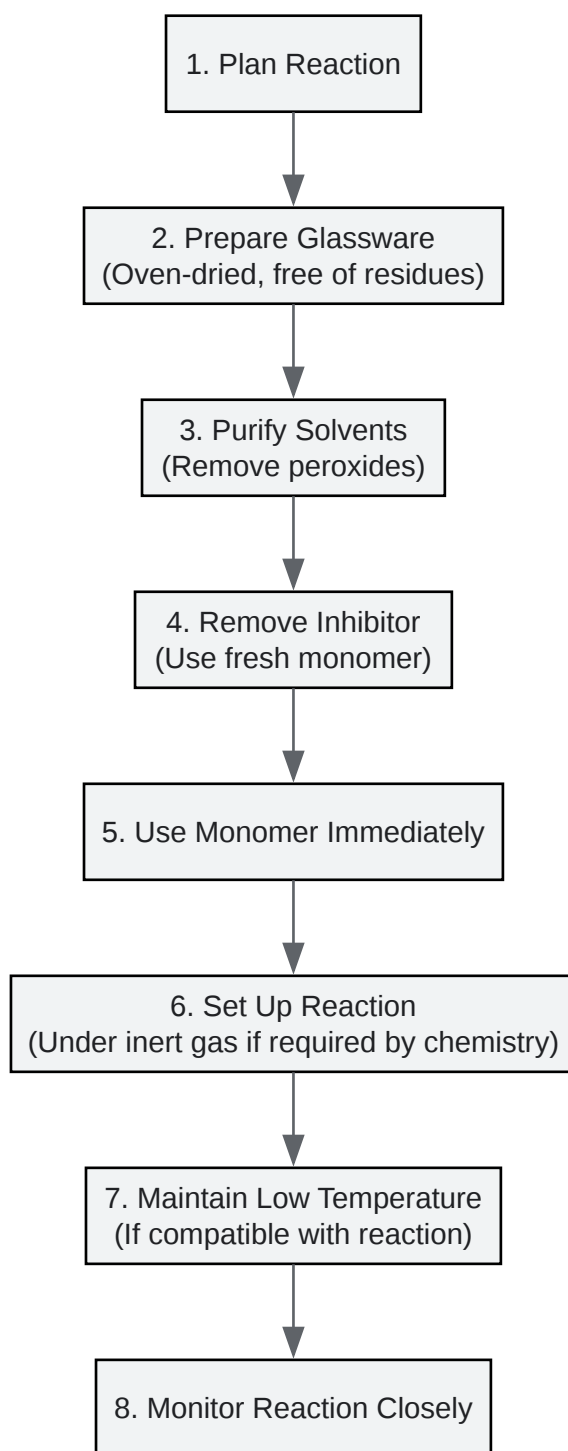 1. Plan Reaction
2. Prepare Glassware
(Oven-dried, free of residues)
3. Purify Solvents
(Remove peroxides)
4. Remove Inhibitor
(Use fresh monomer)
5. Use Monomer Immediately
6. Set Up Reaction
(Under inert gas if required by chemistry)
7. Maintain Low Temperature
(If compatible with reaction)
8. Monitor Reaction Closely